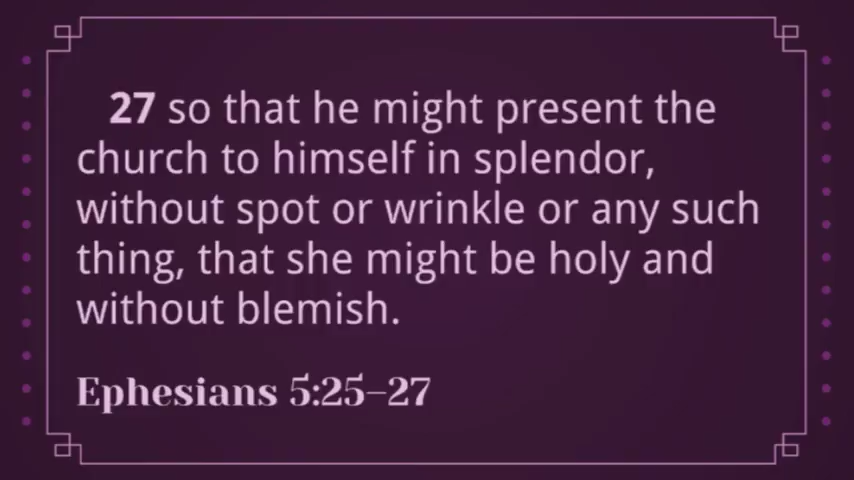 27 so that he might present the
church to himself in splendor,
without spot or wrinkle or any such
thing, that she might be holy and
without blemish.
Ephesians 5:25–27